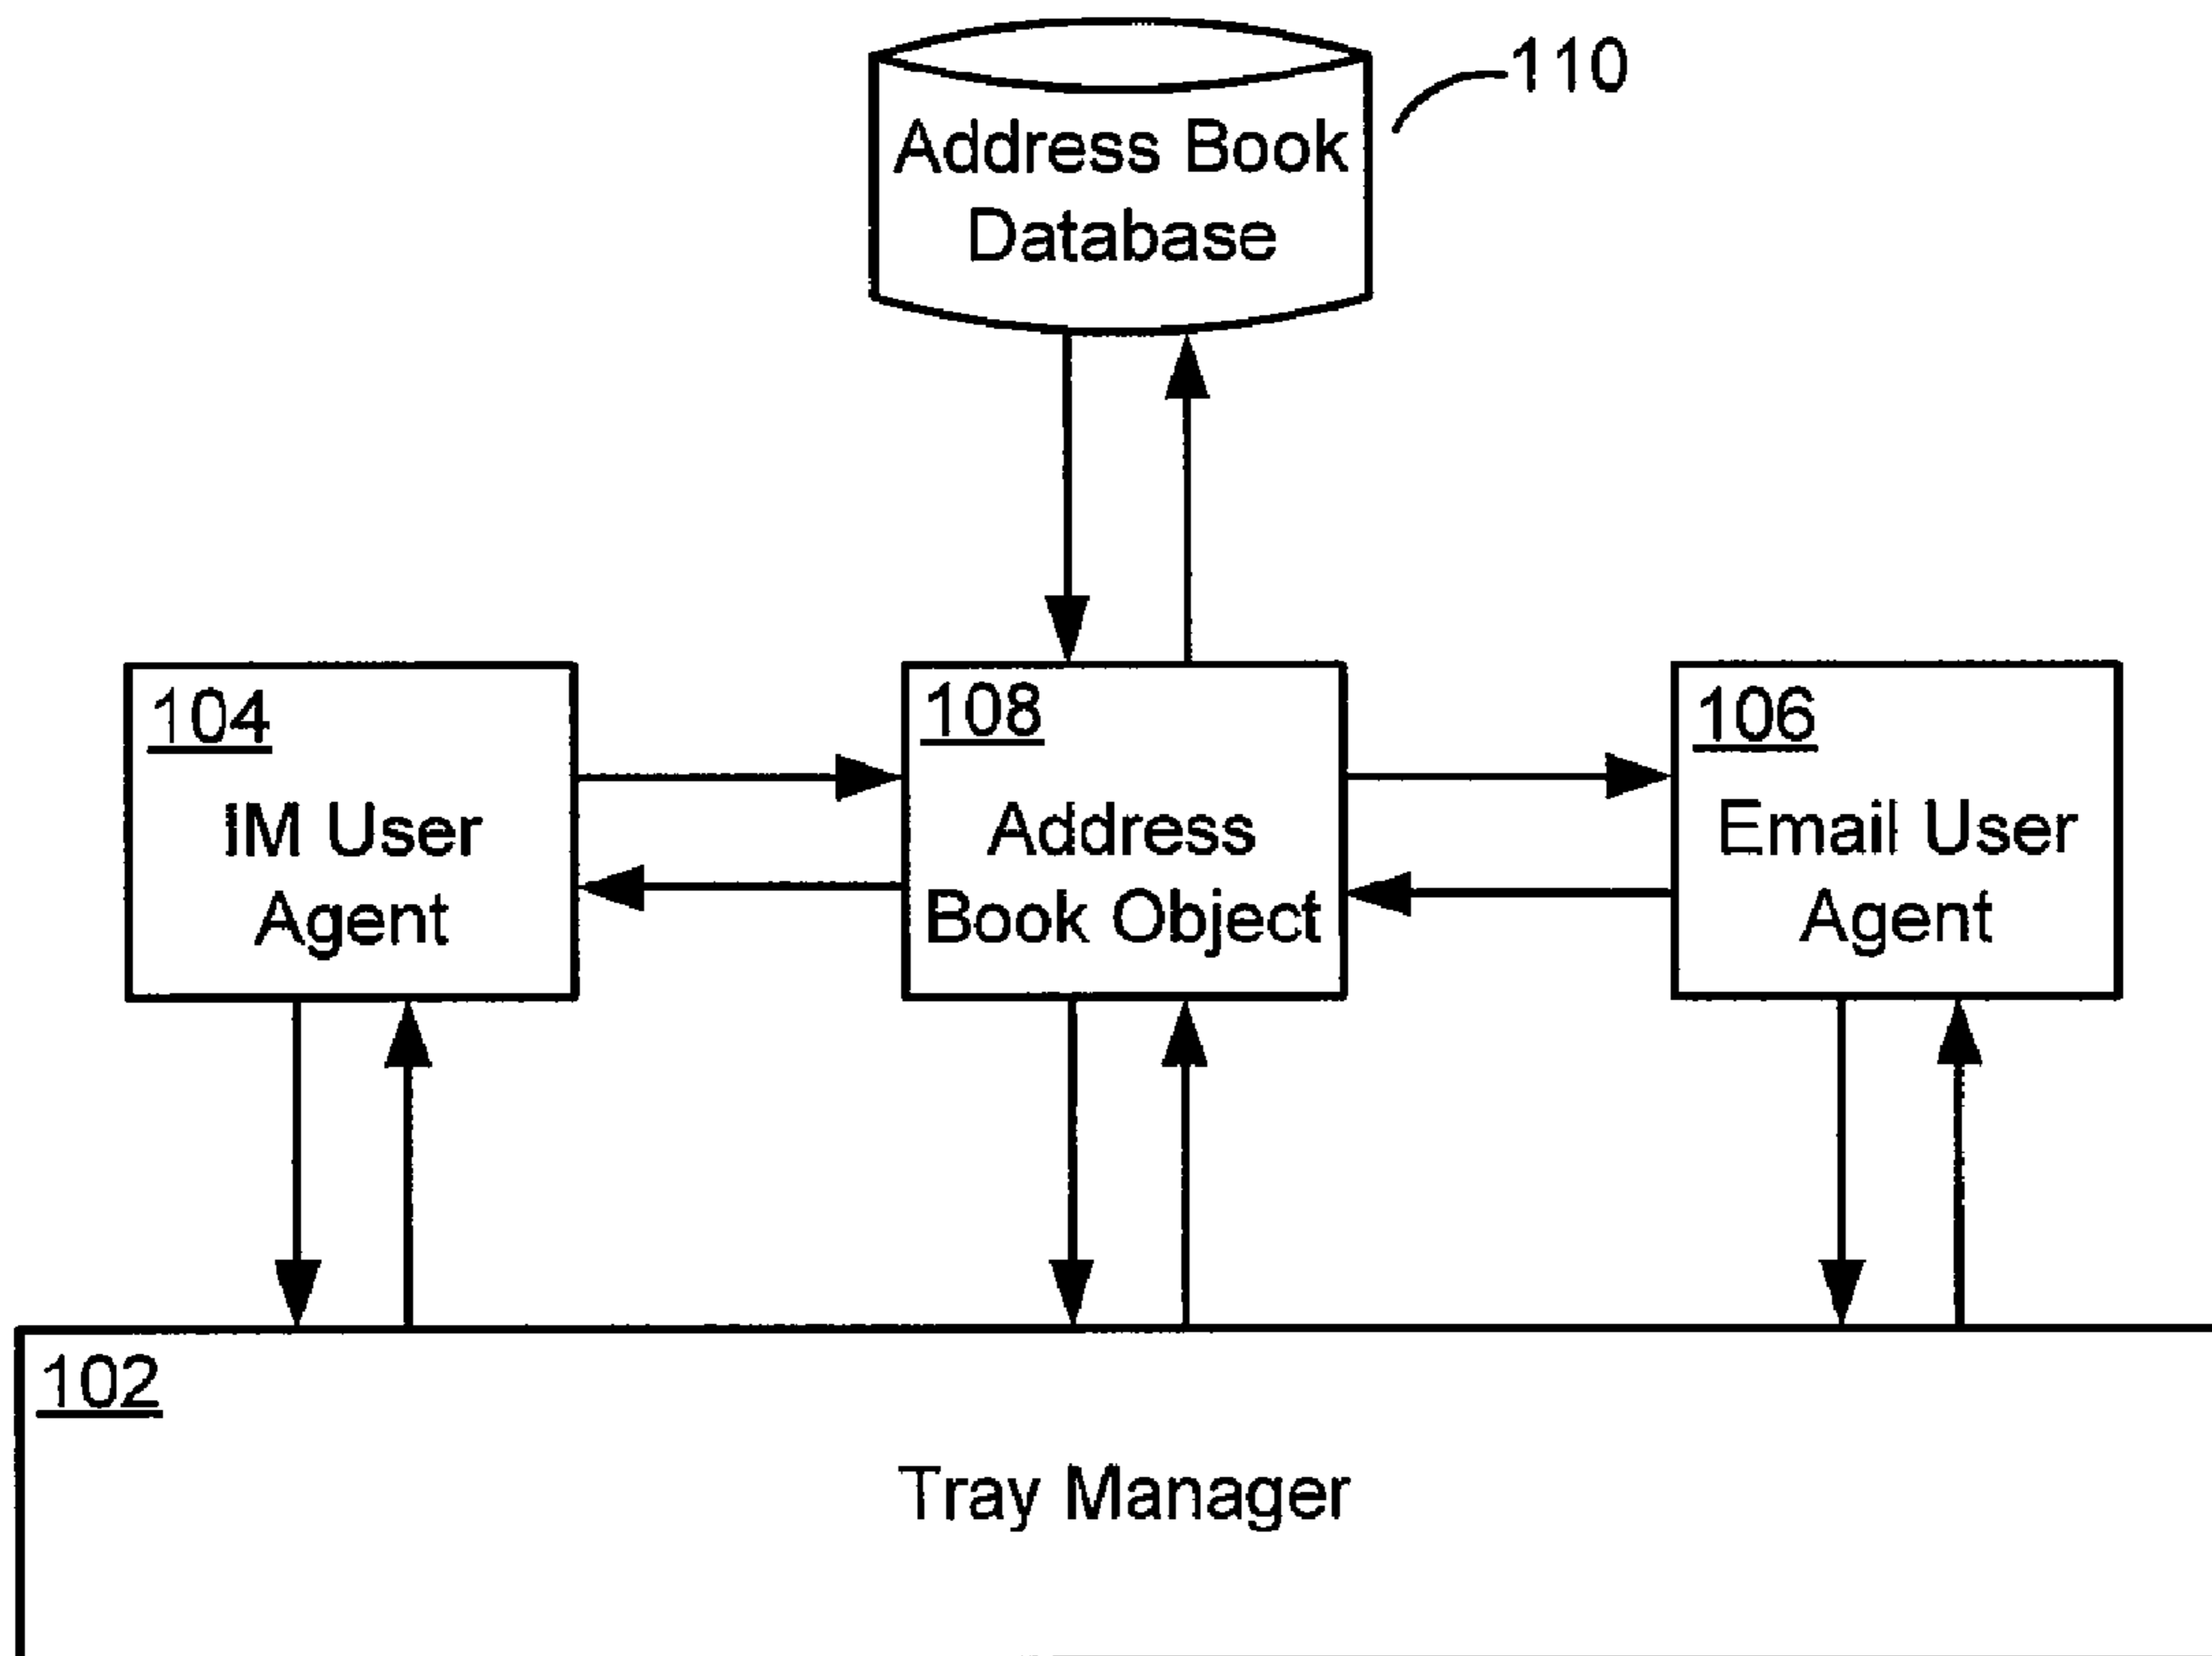 110
Address Book
Database
104
IM User
Agent
108
Address
Book Object
106
Email User
Agent
102
Tray Manager